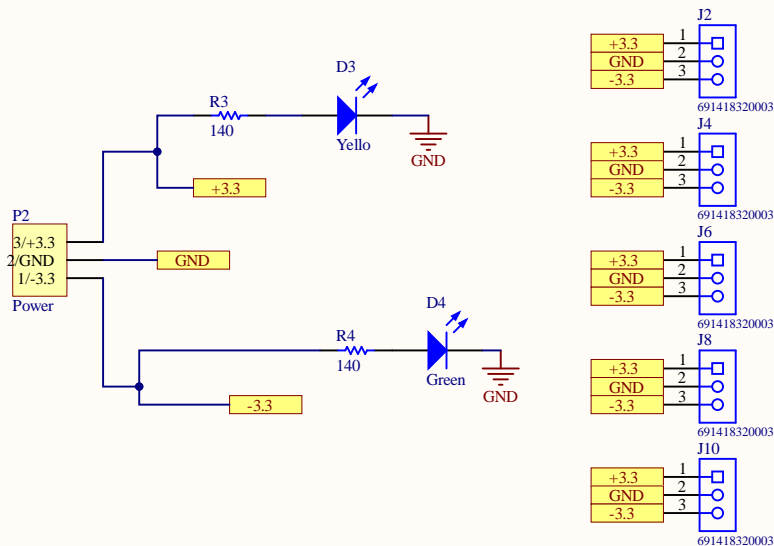 D3
R3
140
Yello
GND
+3.3
P2
3/+3.3
2/GND
1/-3.3
Power
GND
D4
R4
140
Green
GND
-3.3
J2
+3.3 1
GND 2
-3.3 3
691418320003
J4
+3.3 1
GND 2
-3.3 3
691418320003
J6
+3.3 1
GND 2
-3.3 3
691418320003
J8
+3.3 1
GND 2
-3.3 3
691418320003
J10
+3.3 1
GND 2
-3.3 3
691418320003